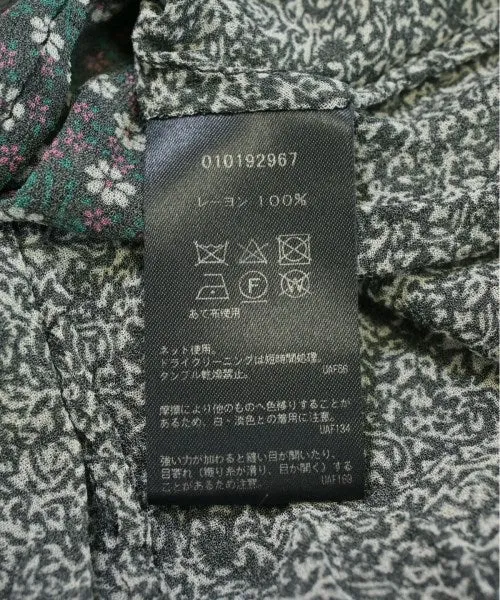 010192967
レーヨン 100%
F W
あて布使用
ネット使用。
ドライクリーニングは短時間処理。
タンブル乾燥禁止。 UAF66
摩擦により他のものへ色移りすることが
あるため、白・淡色との着用に注意。
UAF134
強い力が加わると縫い目が開いたり、
目寄れ（擦り糸が滑り、目が開く）する
ことがあるため注意。 UAF169